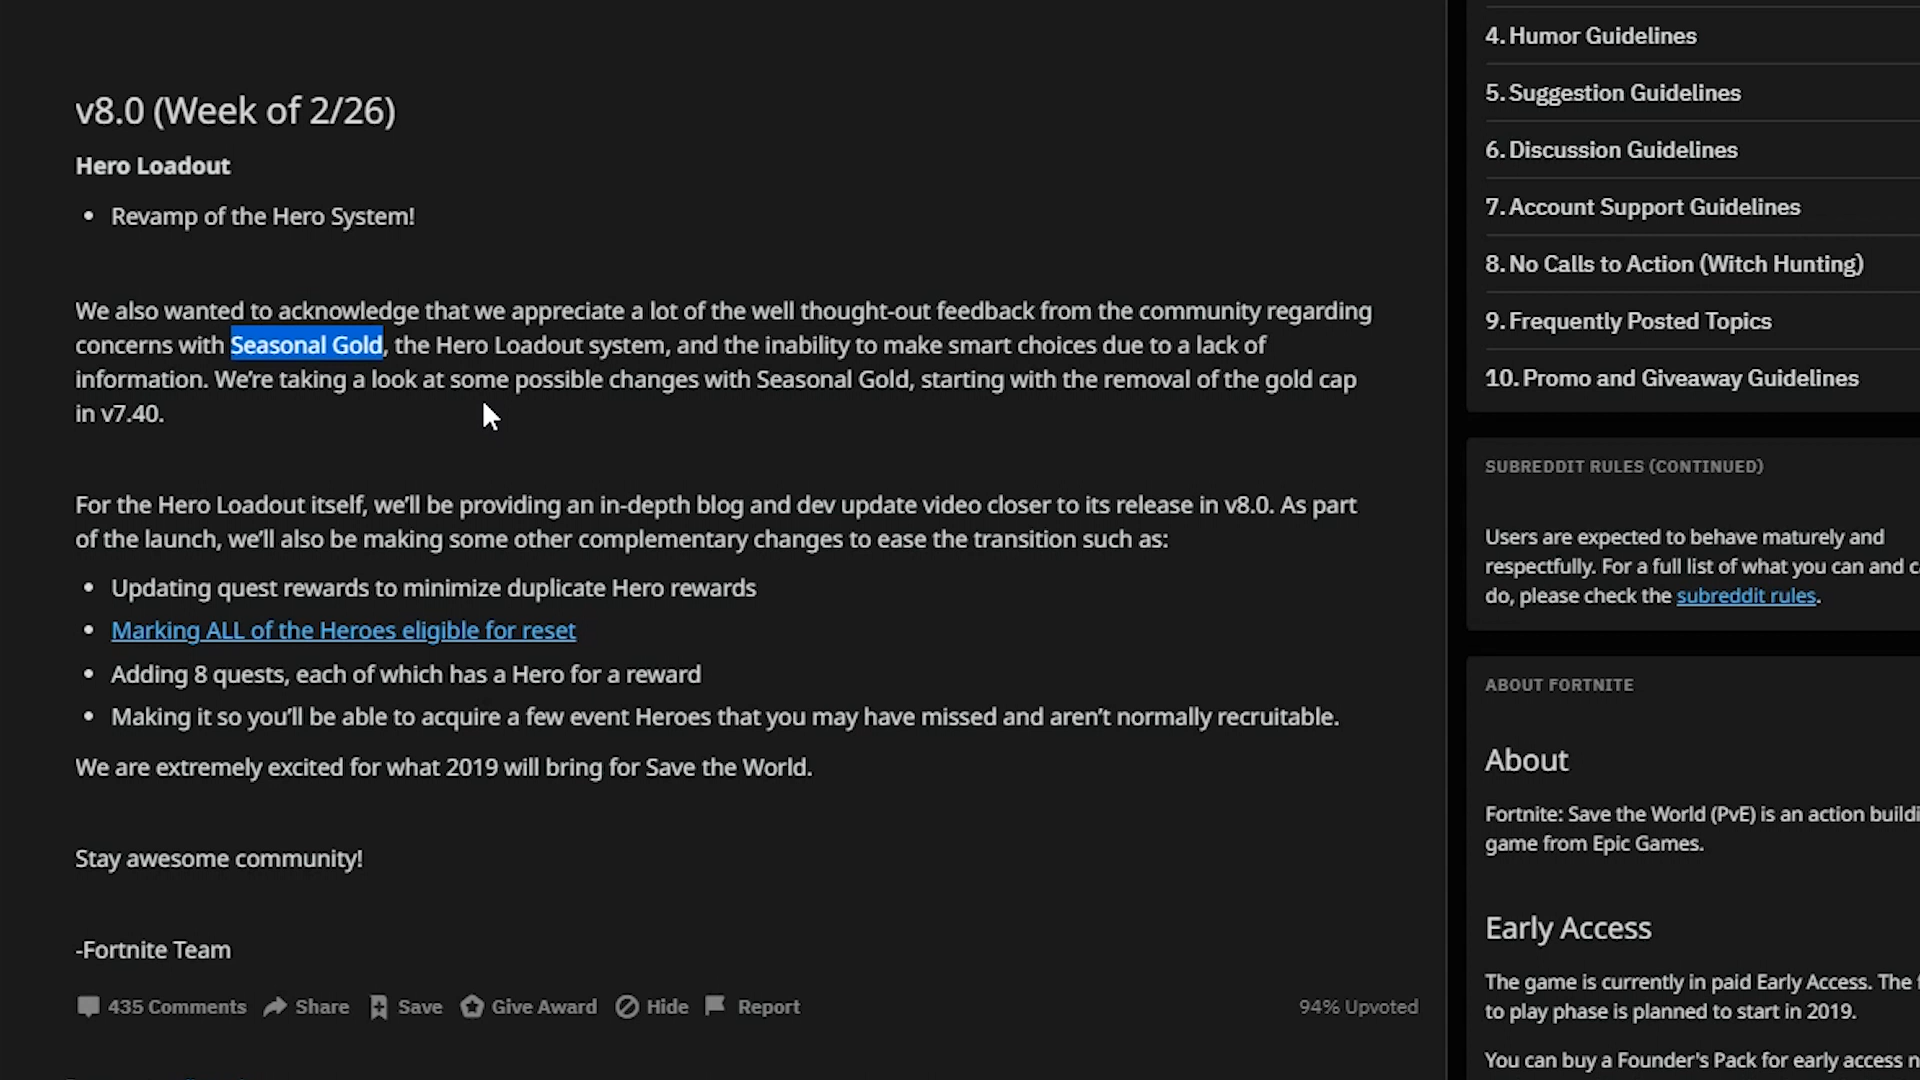 v8.0 (Week of 2/26)
Hero Loadout
• Revamp of the Hero System!
We also wanted to acknowledge that we appreciate a lot of the well thought-out feedback from the community regarding
concerns with Seasonal Gold, the Hero Loadout system, and the inability to make smart choices due to a lack of
information. We’re taking a look at some possible changes with Seasonal Gold, starting with the removal of the gold cap
in v7.40.
For the Hero Loadout itself, we’ll be providing an in-depth blog and dev update video closer to its release in v8.0. As part
of the launch, we’ll also be making some other complementary changes to ease the transition such as:
• Updating quest rewards to minimize duplicate Hero rewards
• Marking ALL of the Heroes eligible for reset
• Adding 8 quests, each of which has a Hero for a reward
• Making it so you’ll be able to acquire a few event Heroes that you may have missed and aren’t normally recruitable.
We are extremely excited for what 2019 will bring for Save the World.
Stay awesome community!
-Fortnite Team
435 Comments Share Save Give Award Hide Report 94% Upvoted
4. Humor Guidelines
5. Suggestion Guidelines
6. Discussion Guidelines
7. Account Support Guidelines
8. No Calls to Action (Witch Hunting)
9. Frequently Posted Topics
10. Promo and Giveaway Guidelines
SUBREDDIT RULES (CONTINUED)
Users are expected to behave maturely and
respectfully. For a full list of what you can and
do, please check the subreddit rules.
ABOUT FORTNITE
About
Fortnite: Save the World (PvE) is an action
game from Epic Games.
Early Access
The game is currently in paid Early Access. The
to play phase is planned to start in 2019.
You can buy a Founder's Pack for early access